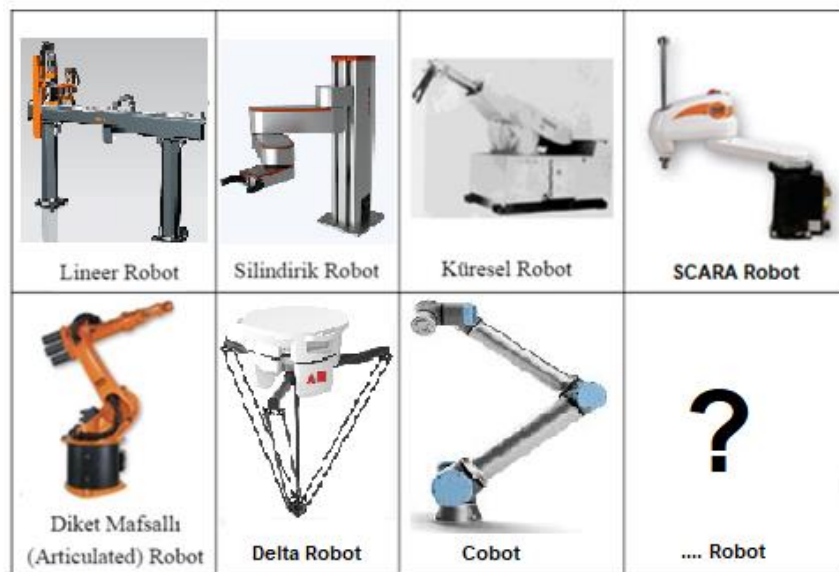 Lineer Robot
Silindirik Robot
Küresel Robot
SCARA Robot
Diket Mafsallı
(Articulated) Robot
Delta Robot
Cobot
?
.... Robot